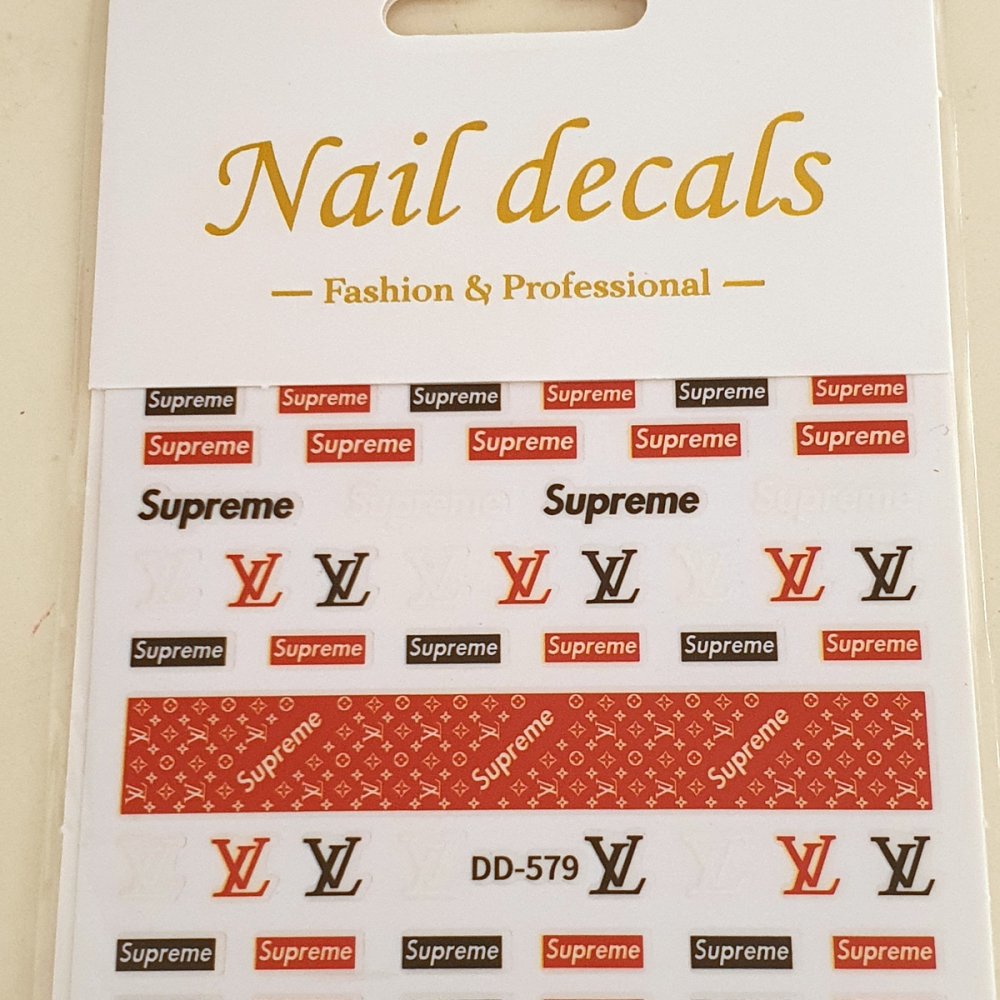 Nail decals
— Fashion & Professional —
Supreme Supreme Supreme Supreme Supreme Supreme
Supreme Supreme Supreme Supreme Supreme
Supreme Supreme Supreme Supreme
LV LV LV LV LV LV
Supreme Supreme Supreme Supreme Supreme Supreme
Supreme Supreme Supreme
LV LV DD-579 LV LV LV
Supreme Supreme Supreme Supreme Supreme Supreme